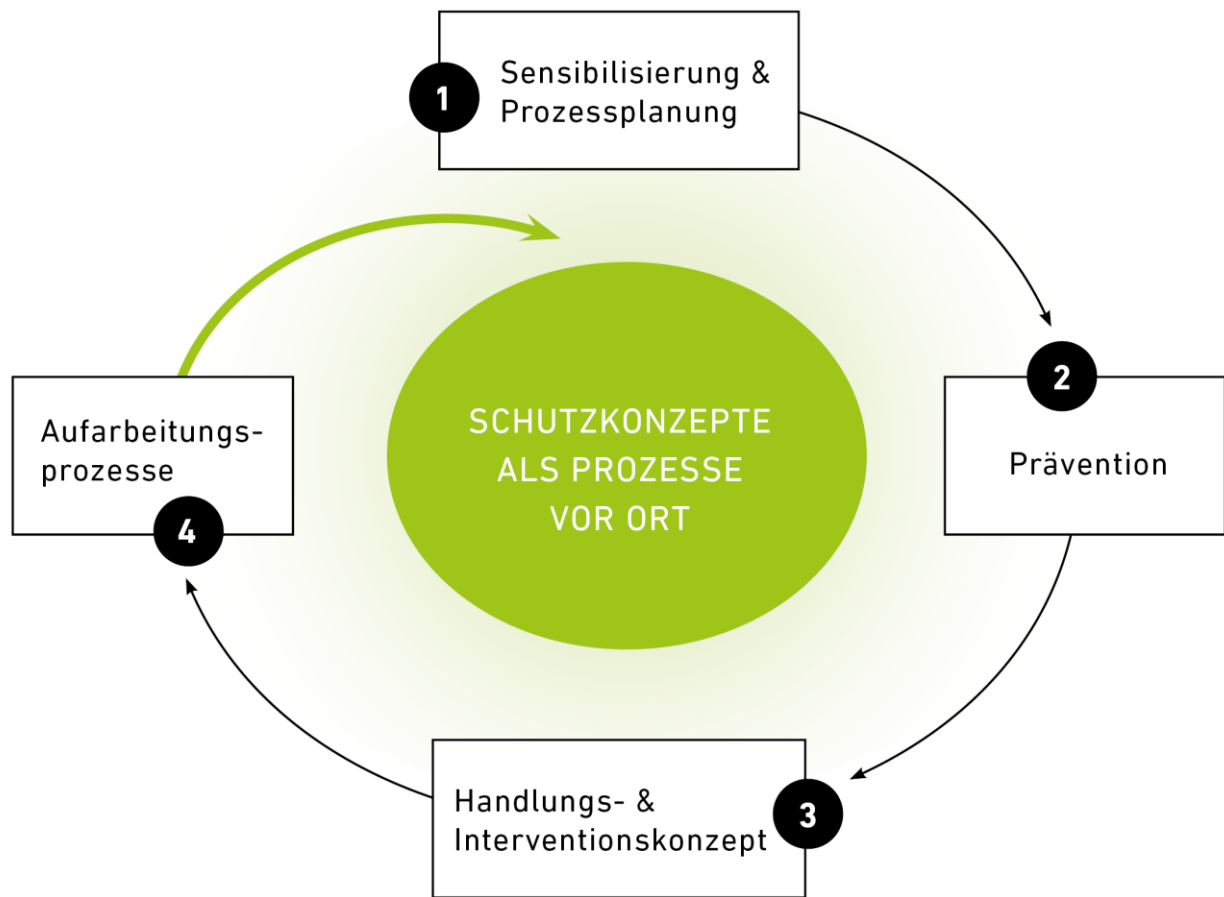 1
Sensibilisierung &
Prozessplanung
2
Prävention
3
Handlungs- &
Interventionskonzept
4
Aufarbeitungs-
prozesse
SCHUTZKONZEPTE
ALS PROZESSE
VOR ORT